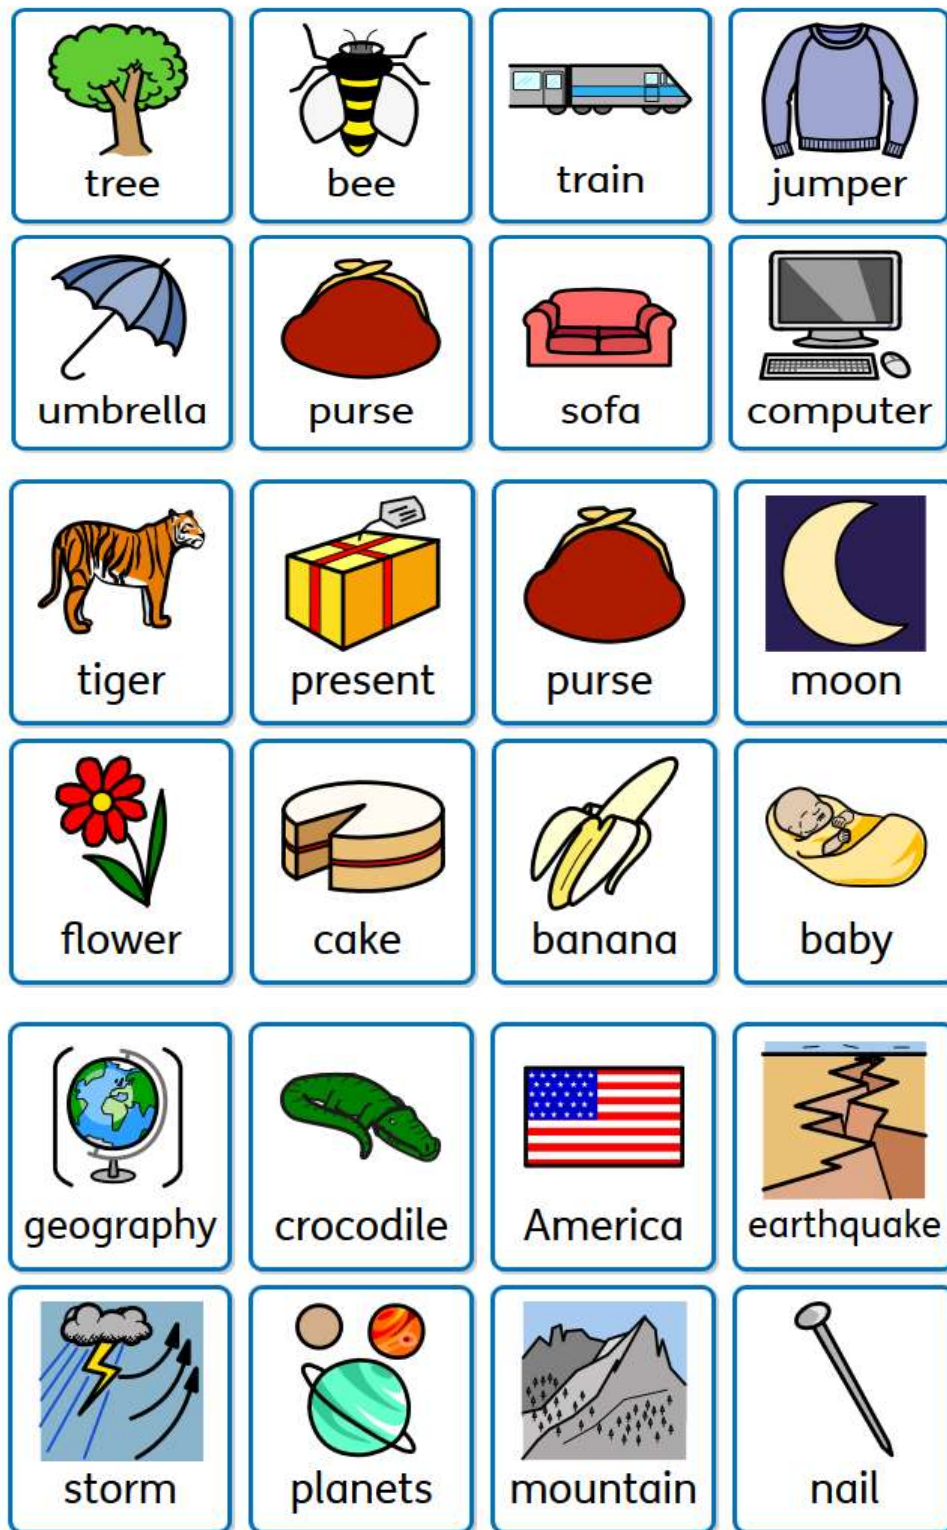 tree bee train jumper
umbrella purse sofa computer
tiger present purse moon
flower cake banana baby
geography crocodile America earthquake
storm planets mountain nail